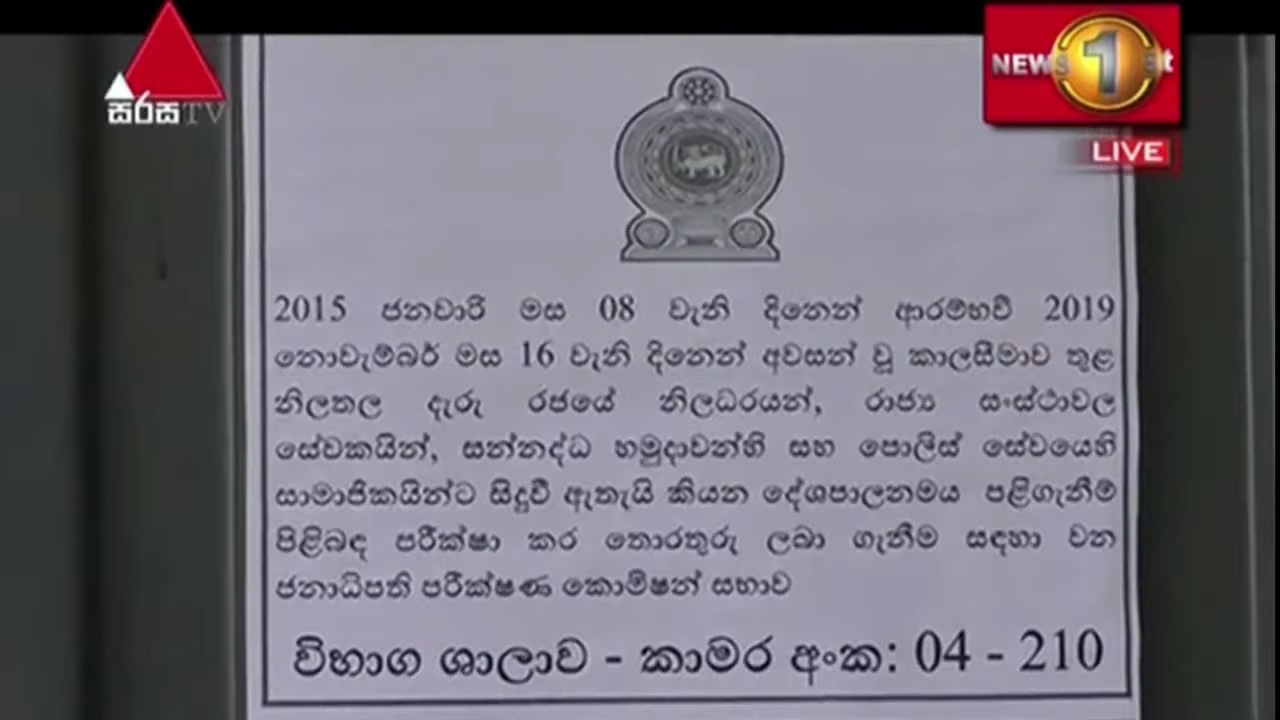 සිරස TV
NEWS 1st
LIVE
2015 ජනවාරි මස 08 වැනි දිනෙන් ආරම්භවී 2019
නොවැම්බර් මස 16 වැනි දිනෙන් අවසන් වූ කාලසීමාව තුළ
නිලතල දැරු රජයේ නිලධරයන්, රාජ්‍ය සංස්ථාවල
සේවකයින්, සන්නද්ධ හමුදාවන්හි සහ පොලිස් සේවයෙහි
සාමාජිකයින්ට සිදුවී ඇතැයි කියන දේශපාලනමය පළිගැනීම්
පිළිබඳ පරීක්ෂා කර තොරතුරු ලබා ගැනීම සඳහා වන
ජනාධිපති පරීක්ෂණ කොමිෂන් සභාව
විභාග ශාලාව - කාමර අංක: 04 - 210